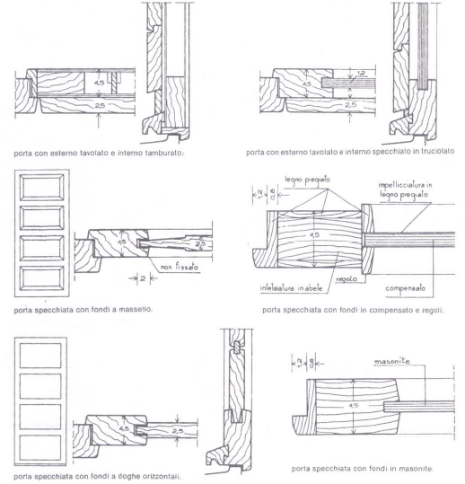 4,5
2,5
porta con esterno tavolato e interno tamburato.
1,2
4,5
2,5
porta con esterno tavolato e interno specchiato in truciolato
4,5
2,5
non fissato
2
porta specchiata con fondi a massello.
legno pregiato
impellicciatura in
legno pregiato
4,5
intelaiatura in abete
regolo
compensato
porta specchiata con fondi in compensato e regoli.
4,5
2,5
porta specchiata con fondi a doghe orizzontali.
masonite
4,5
porta specchiata con fondi in masonite.